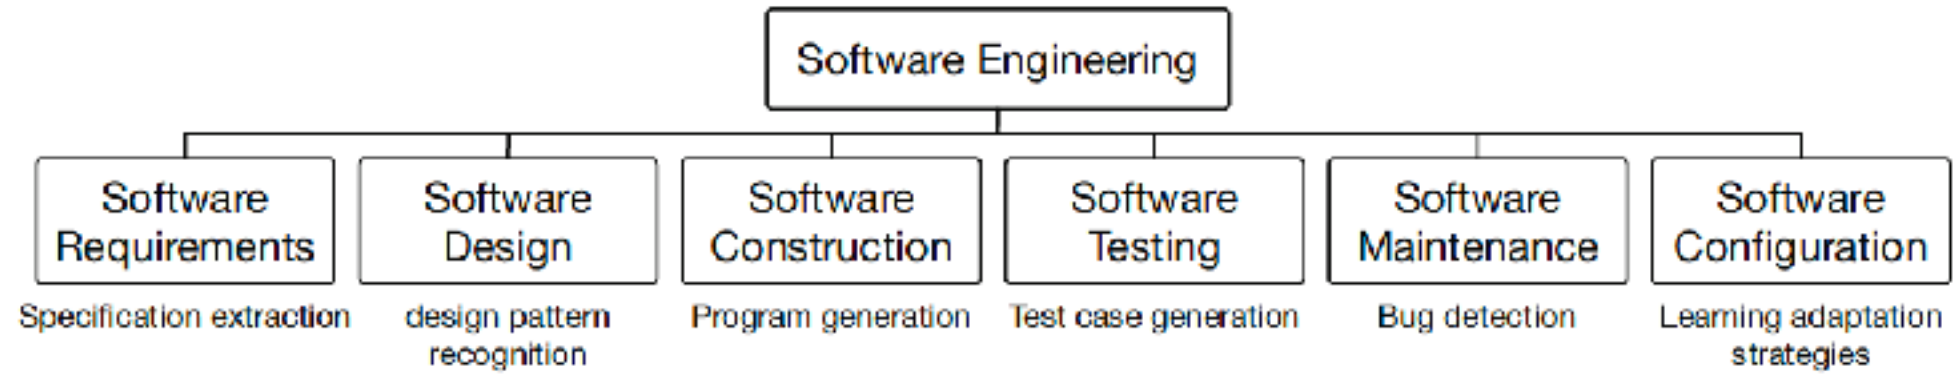 Software Engineering
Software
Requirements
Software
Design
Software
Construction
Software
Testing
Software
Maintenance
Software
Configuration
Specification extraction
design pattern
recognition
Program generation
Test case generation
Bug detection
Learning adaptation
strategies